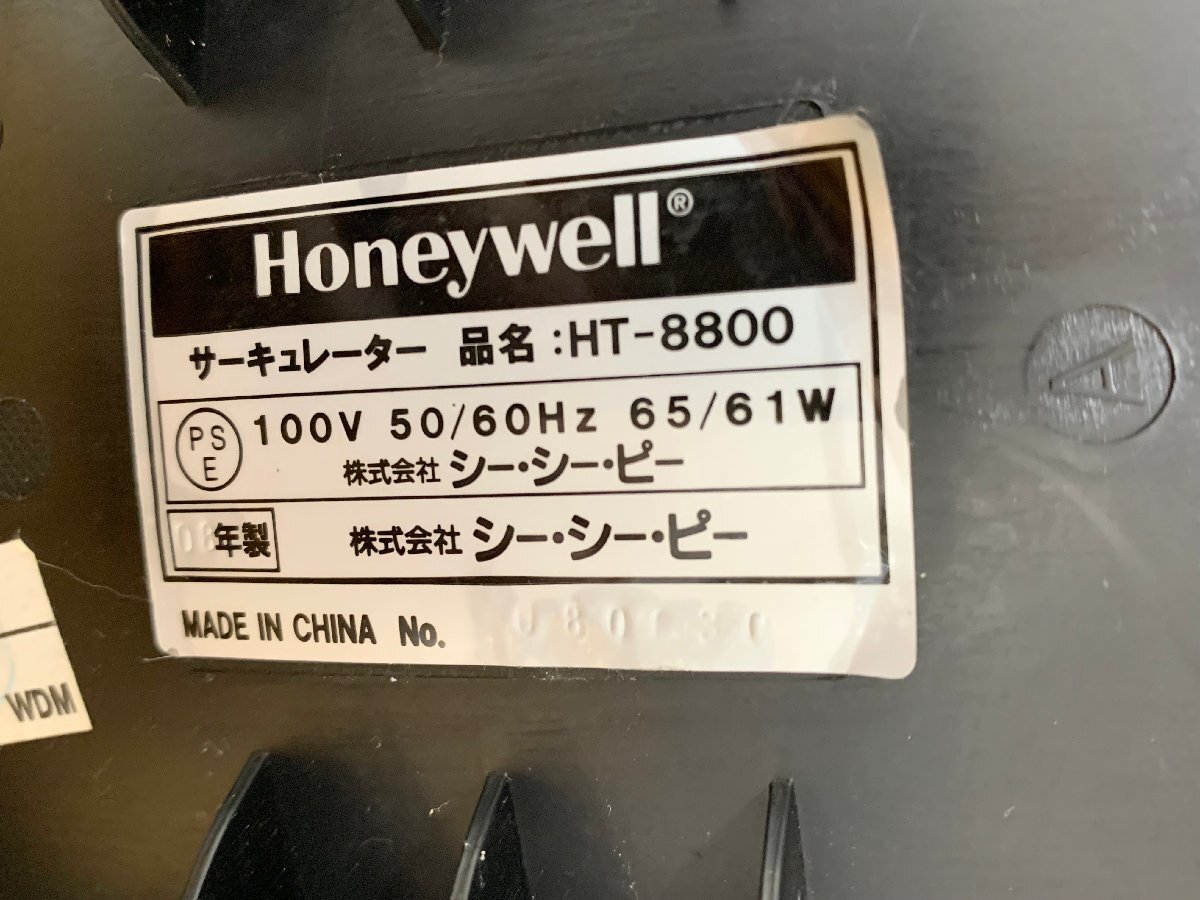 Honeywell®
サーキュレーター 品名:HT-8800
PSE 100V 50/60Hz 65/61W
株式会社 シー・シー・ピー
08年製 株式会社 シー・シー・ピー
MADE IN CHINA No.
WDM
A